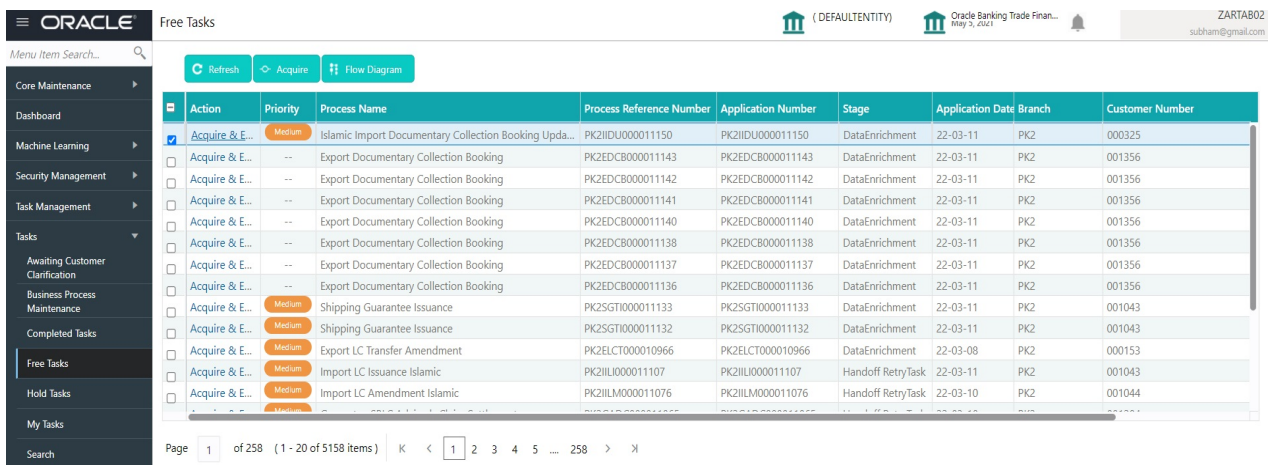 ORACLE Free Tasks ( DEFAULTENTITY) Oracle Banking Trade Finan... ZARTAB02
May 5, 2021 subham@gmail.com
Menu Item Search...
Refresh Acquire Flow Diagram
Core Maintenance
Dashboard
Machine Learning
Security Management
Task Management
Tasks
Awaiting Customer
Clarification
Business Process
Maintenance
Completed Tasks
Free Tasks
Hold Tasks
My Tasks
Search
Action Priority Process Name Process Reference Number Application Number Stage Application Date Branch Customer Number
Acquire & E... Medium Islamic Import Documentary Collection Booking Upda... PK2IIDU000011150 PK2IIDU000011150 DataEnrichment 22-03-11 PK2 000325
Acquire & E... -- Export Documentary Collection Booking PK2EDCB000011143 PK2EDCB000011143 DataEnrichment 22-03-11 PK2 001356
Acquire & E... -- Export Documentary Collection Booking PK2EDCB000011142 PK2EDCB000011142 DataEnrichment 22-03-11 PK2 001356
Acquire & E... -- Export Documentary Collection Booking PK2EDCB000011141 PK2EDCB000011141 DataEnrichment 22-03-11 PK2 001356
Acquire & E... -- Export Documentary Collection Booking PK2EDCB000011140 PK2EDCB000011140 DataEnrichment 22-03-11 PK2 001356
Acquire & E... -- Export Documentary Collection Booking PK2EDCB000011138 PK2EDCB000011138 DataEnrichment 22-03-11 PK2 001356
Acquire & E... -- Export Documentary Collection Booking PK2EDCB000011137 PK2EDCB000011137 DataEnrichment 22-03-11 PK2 001356
Acquire & E... -- Export Documentary Collection Booking PK2EDCB000011136 PK2EDCB000011136 DataEnrichment 22-03-11 PK2 001356
Acquire & E... Medium Shipping Guarantee Issuance PK2SGTI000011133 PK2SGTI000011133 DataEnrichment 22-03-11 PK2 001043
Acquire & E... Medium Shipping Guarantee Issuance PK2SGTI000011132 PK2SGTI000011132 DataEnrichment 22-03-11 PK2 001043
Acquire & E... Medium Export LC Transfer Amendment PK2ELCT000010966 PK2ELCT000010966 DataEnrichment 22-03-08 PK2 000153
Acquire & E... Medium Import LC Issuance Islamic PK2IILI000011107 PK2IILI000011107 Handoff RetryTask 22-03-11 PK2 001043
Acquire & E... Medium Import LC Amendment Islamic PK2IILM000011076 PK2IILM000011076 Handoff RetryTask 22-03-10 PK2 001044
Page 1 of 258 (1 - 20 of 5158 items) K < 1 2 3 4 5 ... 258 > >|